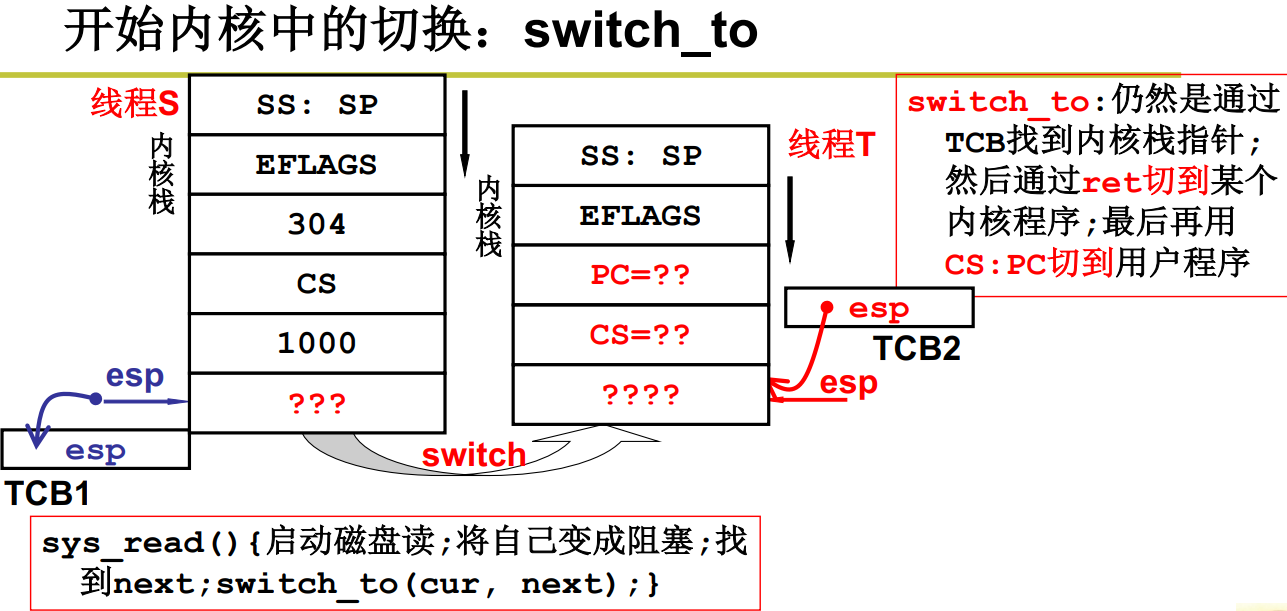 开始内核中的切换：switch_to
线程S
内核栈
SS: SP
EFLAGS
304
CS
1000
???
esp
esp
TCB1
switch
内核栈
SS: SP
EFLAGS
PC=??
CS=??
????
线程T
esp
TCB2
esp
switch_to:仍然是通过
TCB找到内核栈指针;
然后通过ret切到某个
内核程序;最后再用
CS:PC切到用户程序
sys_read(){启动磁盘读;将自己变成阻塞;找
到next;switch_to(cur, next);}